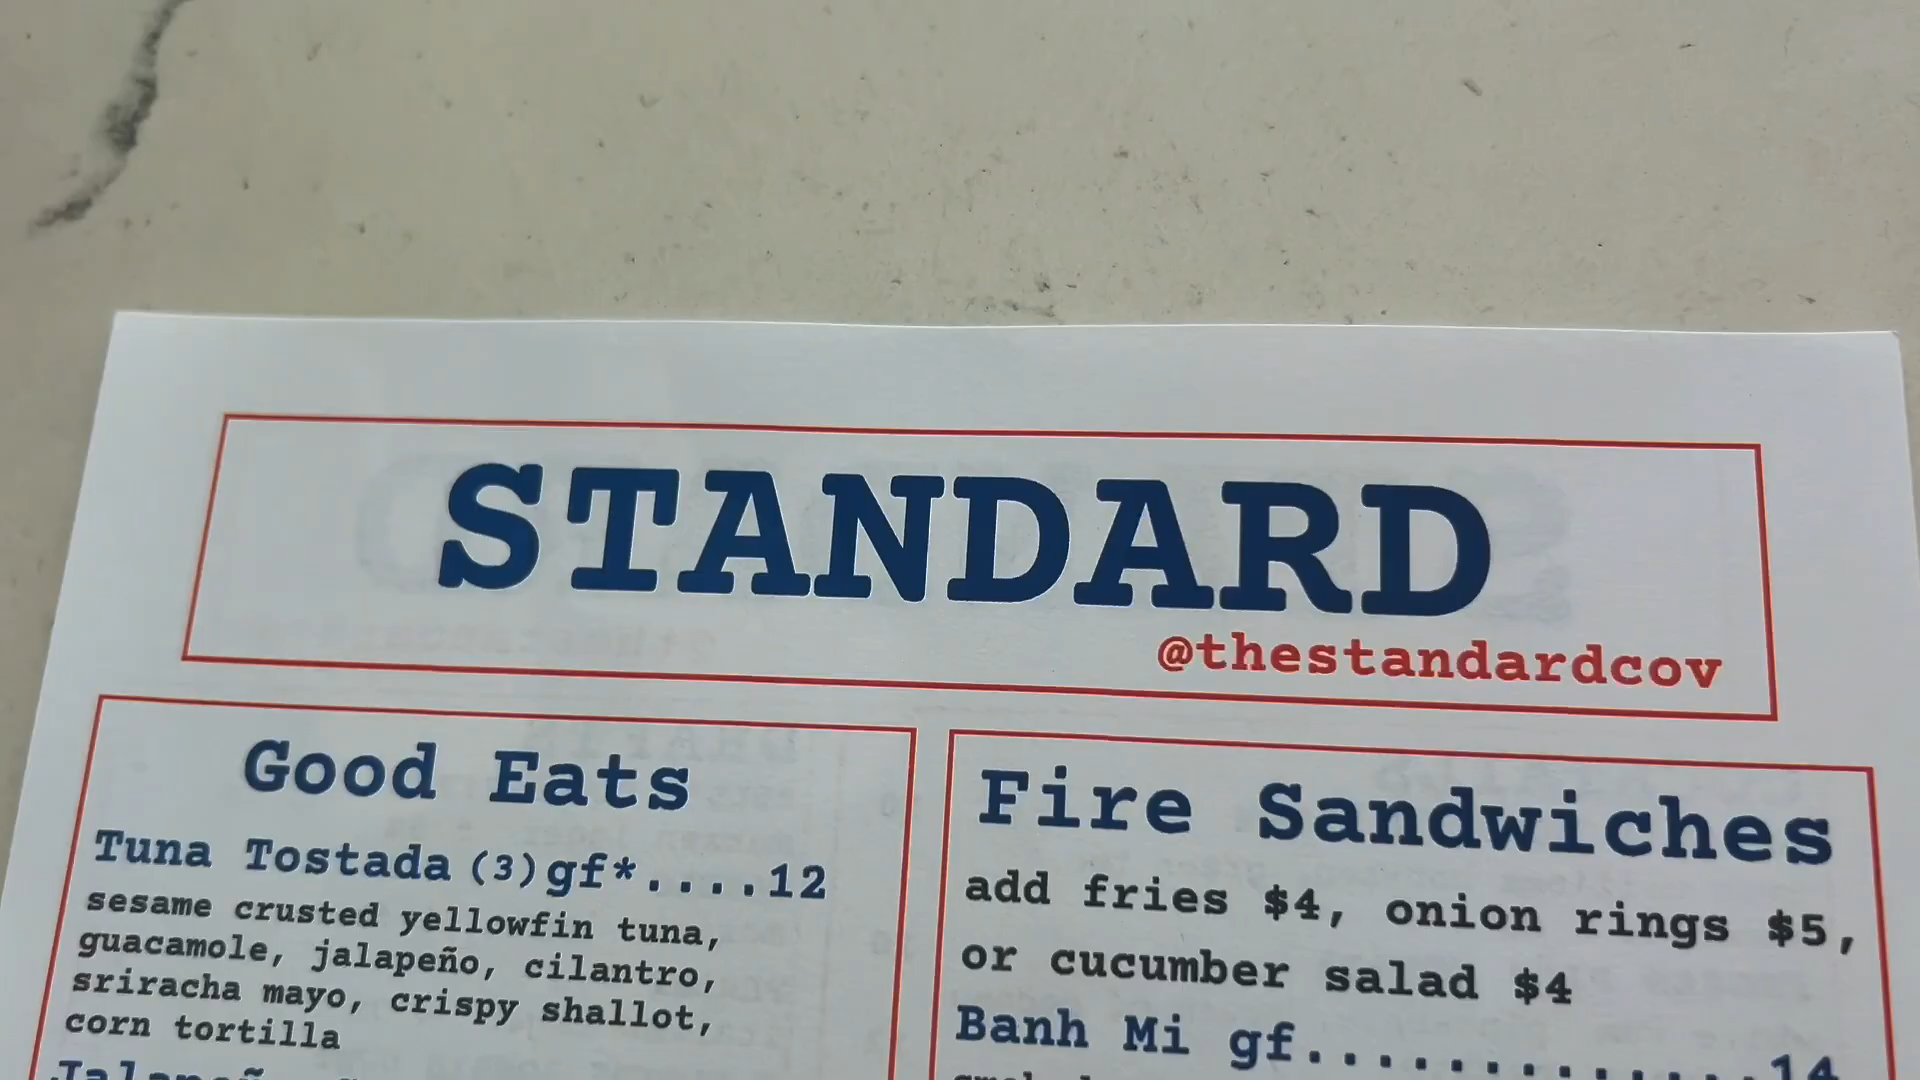 STANDARD
@thestandardcov
Good Eats
Tuna Tostada (3)gf*....12
sesame crusted yellowfin tuna,
guacamole, jalapeño, cilantro,
sriracha mayo, crispy shallot,
corn tortilla
Fire Sandwiches
add fries $4, onion rings $5,
or cucumber salad $4
Banh Mi gf..............14